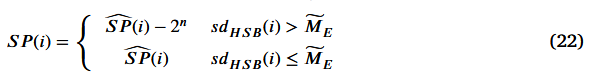 SP(i) = { \widehat{SP}(i) − 2^n    sd_{HSB}(i) > \widetilde{M}_E
\widehat{SP}(i)    sd_{HSB}(i) ≤ \widetilde{M}_E    (22)